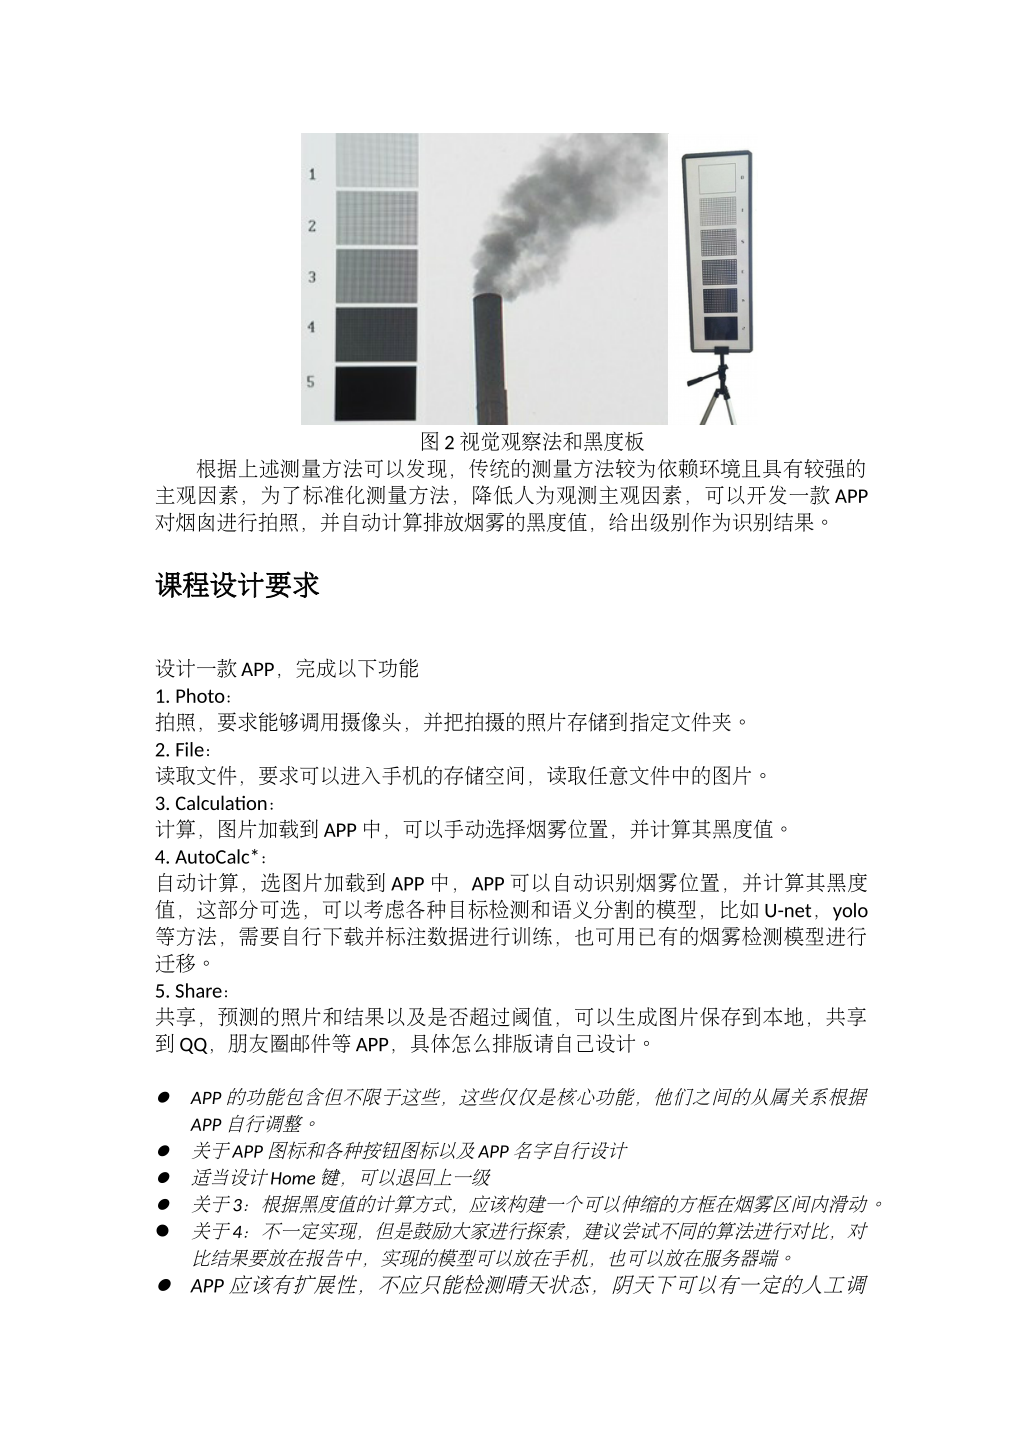 1
2
3
4
5
图 2 视觉观察法和黑度板
根据上述测量方法可以发现，传统的测量方法较为依赖环境且具有较强的
主观因素，为了标准化测量方法，降低人为观测主观因素，可以开发一款 APP
对烟囱进行拍照，并自动计算排放烟雾的黑度值，给出级别作为识别结果。
课程设计要求
设计一款 APP，完成以下功能
1. Photo：
拍照，要求能够调用摄像头，并把拍摄的照片存储到指定文件夹。
2. File：
读取文件，要求可以进入手机的存储空间，读取任意文件中的图片。
3. Calculation：
计算，图片加载到 APP 中，可以手动选择烟雾位置，并计算其黑度值。
4. AutoCalc*：
自动计算，选图片加载到 APP 中，APP 可以自动识别烟雾位置，并计算其黑度
值，这部分可选，可以考虑各种目标检测和语义分割的模型，比如 U-net，yolo
等方法，需要自行下载并标注数据进行训练，也可用已有的烟雾检测模型进行
迁移。
5. Share：
共享，预测的照片和结果以及是否超过阈值，可以生成图片保存到本地，共享
到 QQ，朋友圈邮件等 APP，具体怎么排版请自己设计。
● APP 的功能包含但不限于这些，这些仅仅是核心功能，他们之间的从属关系根据
APP 自行调整。
● 关于 APP 图标和各种按钮图标以及 APP 名字自行设计
● 适当设计 Home 键，可以退回上一级
● 关于 3：根据黑度值的计算方式，应该构建一个可以伸缩的方框在烟雾区间内滑动。
● 关于 4：不一定实现，但是鼓励大家进行探索，建议尝试不同的算法进行对比，对
比结果要放在报告中，实现的模型可以放在手机，也可以放在服务器端。
● APP 应该有扩展性，不应只能检测晴天状态，阴天下可以有一定的人工调